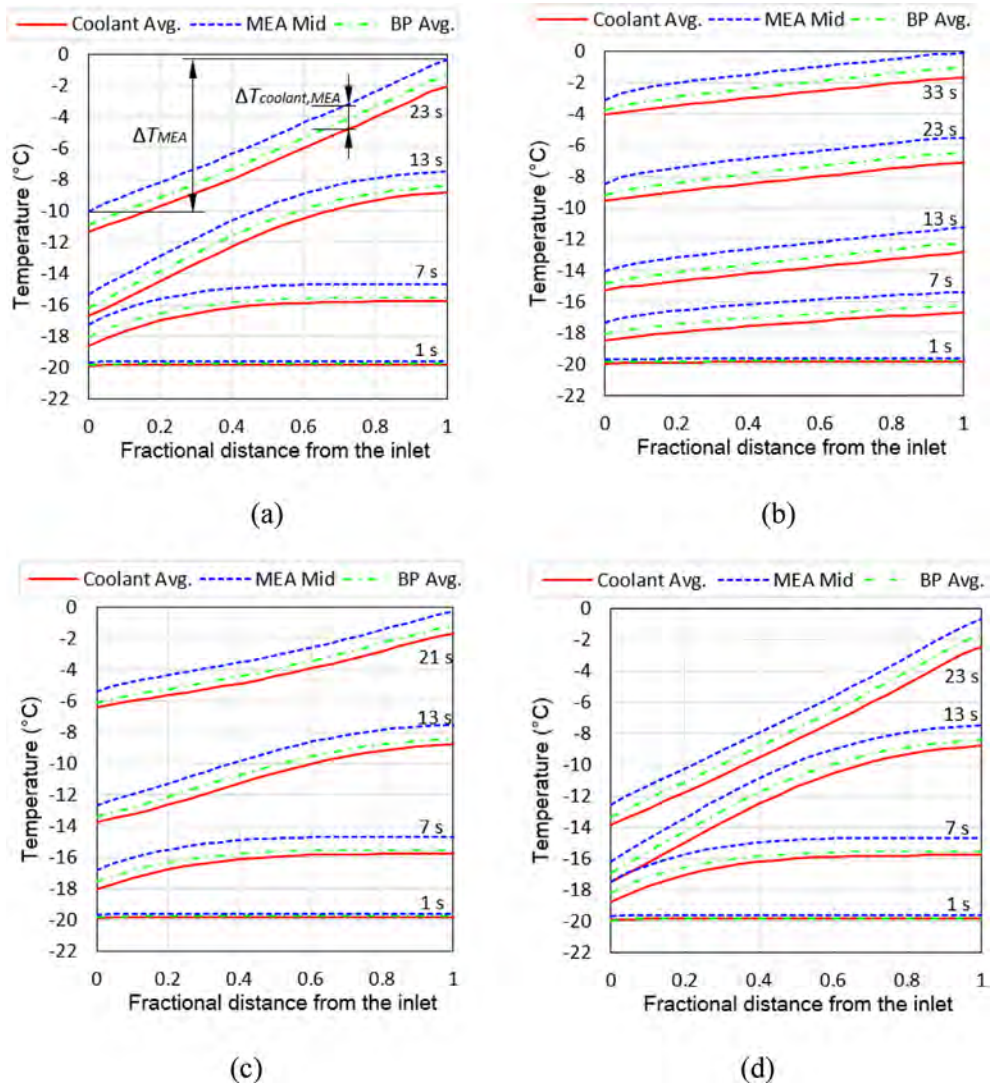 Coolant Avg. MEA Mid BP Avg.
0
-2
-4
-6
-8
-10
-12
-14
-16
-18
-20
-22
Temperature (°C)
ΔTMEA
ΔTcoolant,MEA
23 s
13 s
7 s
1 s
0 0.2 0.4 0.6 0.8 1
Fractional distance from the inlet
(a)
Coolant Avg. MEA Mid BP Avg.
0
-2
-4
-6
-8
-10
-12
-14
-16
-18
-20
-22
Temperature (°C)
33 s
23 s
13 s
7 s
1 s
0 0.2 0.4 0.6 0.8 1
Fractional distance from the inlet
(b)
Coolant Avg. MEA Mid BP Avg.
0
-2
-4
-6
-8
-10
-12
-14
-16
-18
-20
-22
Temperature (°C)
21 s
13 s
7 s
1 s
0 0.2 0.4 0.6 0.8 1
Fractional distance from the inlet
(c)
Coolant Avg. MEA Mid BP Avg.
0
-2
-4
-6
-8
-10
-12
-14
-16
-18
-20
-22
Temperature (°C)
23 s
13 s
7 s
1 s
0 0.2 0.4 0.6 0.8 1
Fractional distance from the inlet
(d)